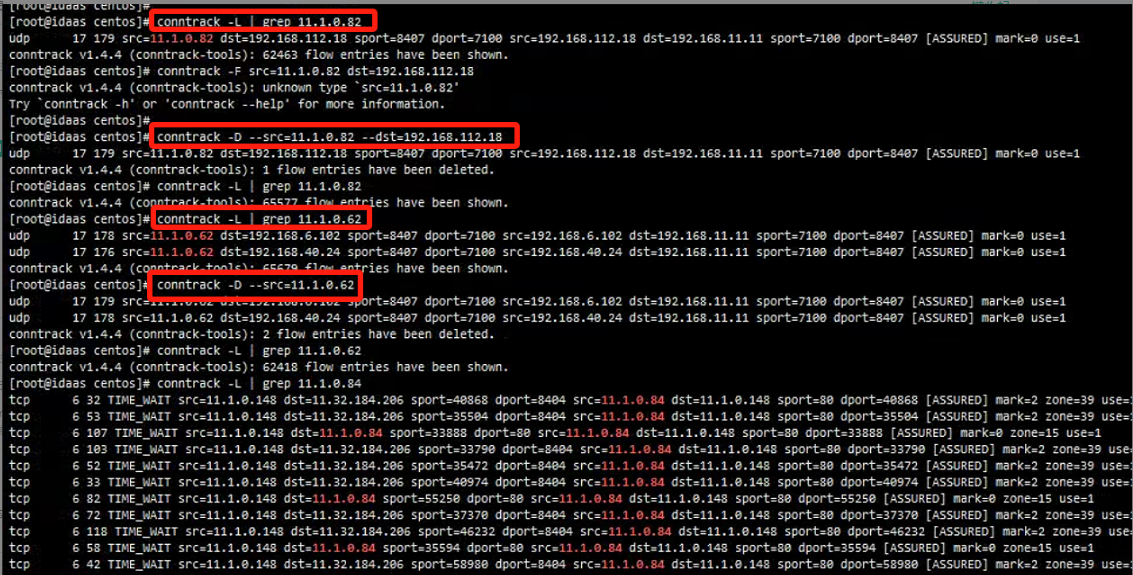 [root@idaas centos]#
[root@idaas centos]# conntrack -L | grep 11.1.0.82
udp 17 179 src=11.1.0.82 dst=192.168.112.18 sport=8407 dport=7100 src=192.168.112.18 dst=192.168.11.11 sport=7100 dport=8407 [ASSURED] mark=0 use=1
conntrack v1.4.4 (conntrack-tools): 62463 flow entries have been shown.
[root@idaas centos]# conntrack -F src=11.1.0.82 dst=192.168.112.18
conntrack v1.4.4 (conntrack-tools): unknown type `src=11.1.0.82'
Try `conntrack -h' or 'conntrack --help' for more information.
[root@idaas centos]#
[root@idaas centos]# conntrack -D --src=11.1.0.82 --dst=192.168.112.18
udp 17 179 src=11.1.0.82 dst=192.168.112.18 sport=8407 dport=7100 src=192.168.112.18 dst=192.168.11.11 sport=7100 dport=8407 [ASSURED] mark=0 use=1
conntrack v1.4.4 (conntrack-tools): 1 flow entries have been deleted.
[root@idaas centos]# conntrack -L | grep 11.1.0.82
conntrack v1.4.4 (conntrack-tools): 65577 flow entries have been shown.
[root@idaas centos]# conntrack -L | grep 11.1.0.62
udp 17 178 src=11.1.0.62 dst=192.168.6.102 sport=8407 dport=7100 src=192.168.6.102 dst=192.168.11.11 sport=7100 dport=8407 [ASSURED] mark=0 use=1
udp 17 176 src=11.1.0.62 dst=192.168.40.24 sport=8407 dport=7100 src=192.168.40.24 dst=192.168.11.11 sport=7100 dport=8407 [ASSURED] mark=0 use=1
conntrack v1.4.4 (conntrack-tools): 65679 flow entries have been shown.
[root@idaas centos]# conntrack -D --src=11.1.0.62
udp 17 179 src=11.1.0.62 dst=192.168.6.102 sport=8407 dport=7100 src=192.168.6.102 dst=192.168.11.11 sport=7100 dport=8407 [ASSURED] mark=0 use=1
udp 17 178 src=11.1.0.62 dst=192.168.40.24 sport=8407 dport=7100 src=192.168.40.24 dst=192.168.11.11 sport=7100 dport=8407 [ASSURED] mark=0 use=1
conntrack v1.4.4 (conntrack-tools): 2 flow entries have been deleted.
[root@idaas centos]# conntrack -L | grep 11.1.0.62
conntrack v1.4.4 (conntrack-tools): 62418 flow entries have been shown.
[root@idaas centos]# conntrack -L | grep 11.1.0.84
tcp 6 32 TIME_WAIT src=11.1.0.148 dst=11.32.184.206 sport=40868 dport=8404 src=11.1.0.84 dst=11.1.0.148 sport=80 dport=40868 [ASSURED] mark=2 zone=39 use=
tcp 6 53 TIME_WAIT src=11.1.0.148 dst=11.32.184.206 sport=35504 dport=8404 src=11.1.0.84 dst=11.1.0.148 sport=80 dport=35504 [ASSURED] mark=2 zone=39 use=
tcp 6 107 TIME_WAIT src=11.1.0.148 dst=11.1.0.84 sport=33888 dport=80 src=11.1.0.84 dst=11.1.0.148 sport=80 dport=33888 [ASSURED] mark=0 zone=15 use=1
tcp 6 103 TIME_WAIT src=11.1.0.148 dst=11.32.184.206 sport=33790 dport=8404 src=11.1.0.84 dst=11.1.0.148 sport=80 dport=33790 [ASSURED] mark=2 zone=39 us
tcp 6 52 TIME_WAIT src=11.1.0.148 dst=11.32.184.206 sport=35472 dport=8404 src=11.1.0.84 dst=11.1.0.148 sport=80 dport=35472 [ASSURED] mark=2 zone=39 use=
tcp 6 33 TIME_WAIT src=11.1.0.148 dst=11.32.184.206 sport=40974 dport=8404 src=11.1.0.84 dst=11.1.0.148 sport=80 dport=40974 [ASSURED] mark=2 zone=39 use=
tcp 6 82 TIME_WAIT src=11.1.0.148 dst=11.1.0.84 sport=55250 dport=80 src=11.1.0.84 dst=11.1.0.148 sport=80 dport=55250 [ASSURED] mark=0 zone=15 use=1
tcp 6 72 TIME_WAIT src=11.1.0.148 dst=11.32.184.206 sport=37370 dport=8404 src=11.1.0.84 dst=11.1.0.148 sport=80 dport=37370 [ASSURED] mark=2 zone=39 use=
tcp 6 118 TIME_WAIT src=11.1.0.148 dst=11.32.184.206 sport=46232 dport=8404 src=11.1.0.84 dst=11.1.0.148 sport=80 dport=46232 [ASSURED] mark=2 zone=39 us
tcp 6 58 TIME_WAIT src=11.1.0.148 dst=11.1.0.84 sport=35594 dport=80 src=11.1.0.84 dst=11.1.0.148 sport=80 dport=35594 [ASSURED] mark=0 zone=15 use=1
tcp 6 42 TIME_WAIT src=11.1.0.148 dst=11.32.184.206 sport=58980 dport=8404 src=11.1.0.84 dst=11.1.0.148 sport=80 dport=58980 [ASSURED] mark=2 zone=39 use=